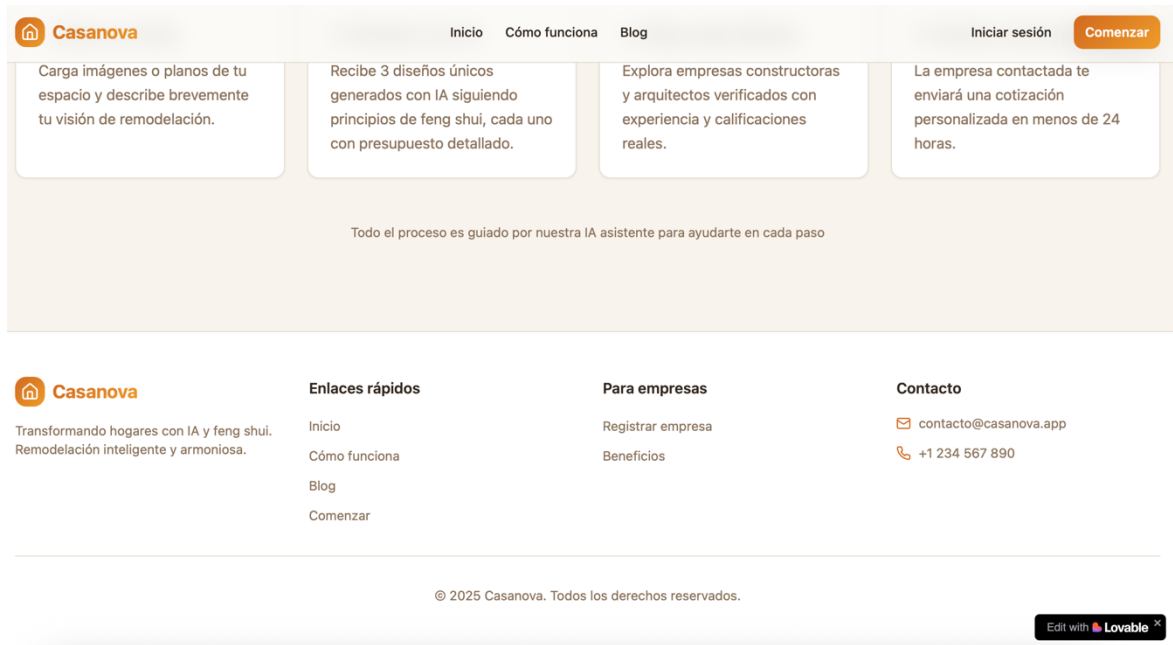 Casanova
Inicio
Cómo funciona
Blog
Iniciar sesión
Comenzar
Carga imágenes o planos de tu
espacio y describe brevemente
tu visión de remodelación.
Recibe 3 diseños únicos
generados con IA siguiendo
principios de feng shui, cada uno
con presupuesto detallado.
Explora empresas constructoras
y arquitectos verificados con
experiencia y calificaciones
reales.
La empresa contactada te
enviará una cotización
personalizada en menos de 24
horas.
Todo el proceso es guiado por nuestra IA asistente para ayudarte en cada paso
Casanova
Transformando hogares con IA y feng shui.
Remodelación inteligente y armoniosa.
Enlaces rápidos
Inicio
Cómo funciona
Blog
Comenzar
Para empresas
Registrar empresa
Beneficios
Contacto
contacto@casanova.app
+1 234 567 890
© 2025 Casanova. Todos los derechos reservados.
Edit with Lovable ×